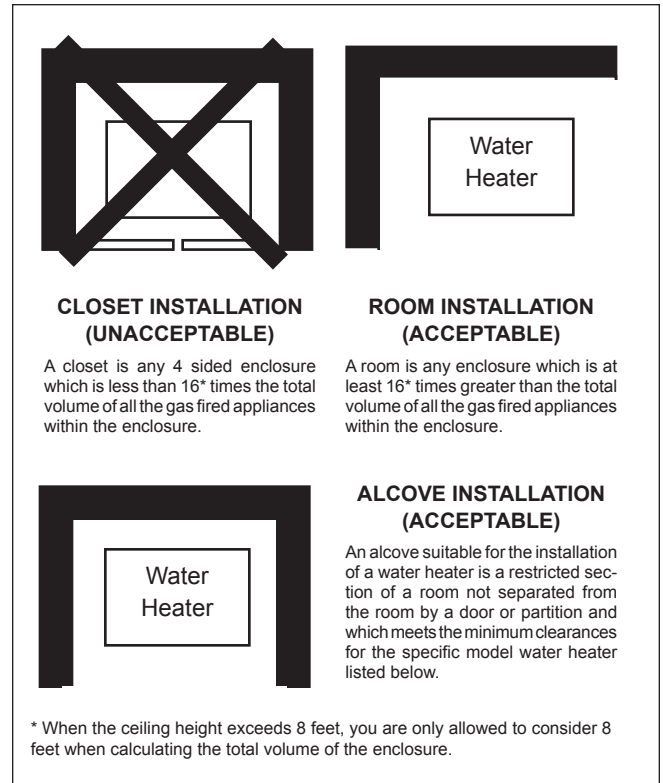 Water
Heater
CLOSET INSTALLATION
(UNACCEPTABLE)
A closet is any 4 sided enclosure
which is less than 16* times the total
volume of all the gas fired appliances
within the enclosure.
ROOM INSTALLATION
(ACCEPTABLE)
A room is any enclosure which is at
least 16* times greater than the total
volume of all the gas fired appliances
within the enclosure.
Water
Heater
ALCOVE INSTALLATION
(ACCEPTABLE)
An alcove suitable for the installation
of a water heater is a restricted sec-
tion of a room not separated from
the room by a door or partition and
which meets the minimum clearances
for the specific model water heater
listed below.
* When the ceiling height exceeds 8 feet, you are only allowed to consider 8
feet when calculating the total volume of the enclosure.